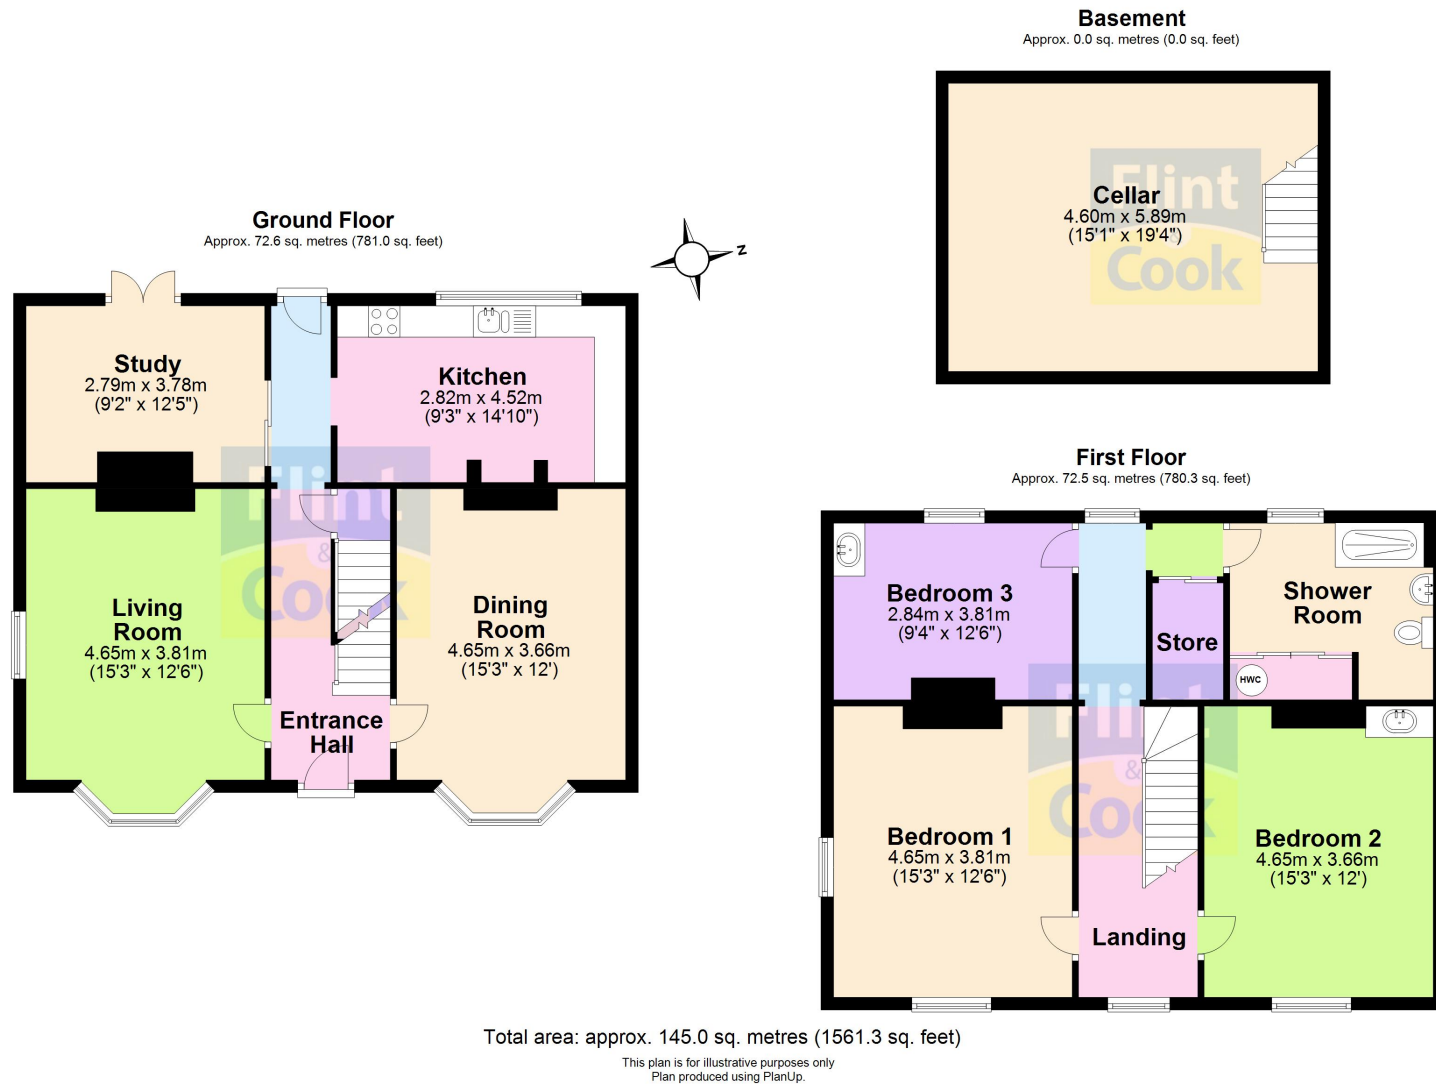 Basement
Approx. 0.0 sq. metres (0.0 sq. feet)
Flint
Cellar
4.60m x 5.89m
(15'1" x 19'4")
Cook
Ground Floor
Approx. 72.6 sq. metres (781.0 sq. feet)
Z
Study
2.79m x 3.78m
(9'2" x 12'5")
Kitchen
2.82m x 4.52m
(9'3" x 14'10")
Flint
&
Cook
Living
Room
4.65m x 3.81m
(15'3" x 12'6")
Dining
Room
4.65m x 3.66m
(15'3" x 12')
Entrance
Hall
First Floor
Approx. 72.5 sq. metres (780.3 sq. feet)
Bedroom 3
2.84m x 3.81m
(9'4" x 12'6")
Store
Shower
Room
HWC
Flint
&
Cook
Bedroom 1
4.65m x 3.81m
(15'3" x 12'6")
Bedroom 2
4.65m x 3.66m
(15'3" x 12')
Landing
Total area: approx. 145.0 sq. metres (1561.3 sq. feet)
This plan is for illustrative purposes only
Plan produced using PlanUp.